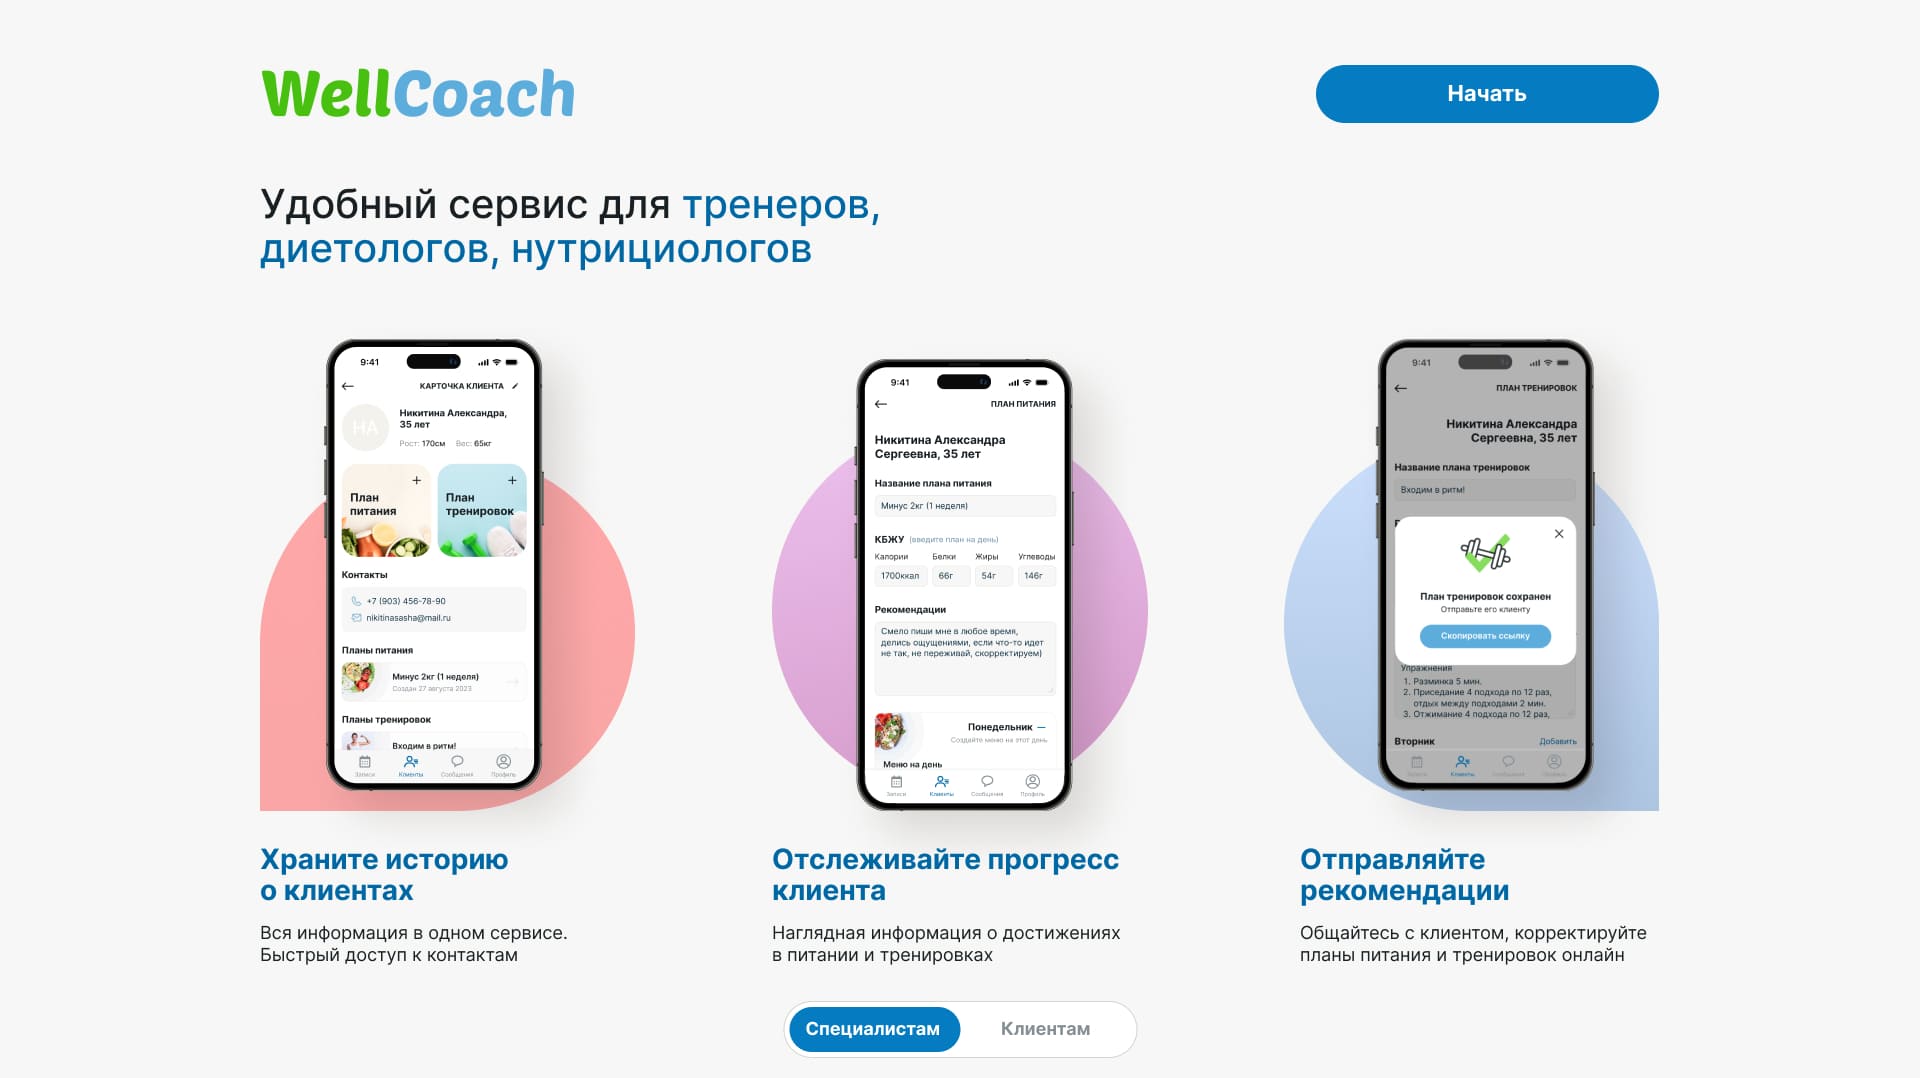 WellCoach
Начать
Удобный сервис для тренеров,
диетологов, нутрициологов
9:41
КАРТОЧКА КЛИЕНТА
НА
Никитина Александра,
35 лет
Рост: 170см Вес: 65кг
План
питания
План
тренировок
Контакты
+7 (903) 456-78-90
nikitinasasha@mail.ru
Планы питания
Минус 2кг (1 неделя)
Создан 27 августа 2023
Планы тренировок
Входим в ритм!
Записи Клиенты Сообщения Профиль
9:41
ПЛАН ПИТАНИЯ
Никитина Александра
Сергеевна, 35 лет
Название плана питания
Минус 2кг (1 неделя)
КБЖУ (введите план на день)
Калории Белки Жиры Углеводы
1700ккал 66г 54г 146г
Рекомендации
Смело пиши мне в любое время,
делись ощущениями, если что-то идет
не так, не переживай, скорректируем)
Понедельник
Создайте меню на этот день
Меню на день
Записи Клиенты Сообщения Профиль
9:41
ПЛАН ТРЕНИРОВОК
Никитина Александра
Сергеевна, 35 лет
Название плана тренировок
Входим в ритм!
План тренировок сохранен
Отправьте его клиенту
Скопировать ссылку
Упражнения
1. Разминка 5 мин.
2. Приседание 4 подхода по 12 раз,
отдых между подходами 2 мин.
3. Отжимание 4 подхода по 12 раз,
Вторник Добавить
Записи Клиенты Сообщения Профиль
Храните историю
о клиентах
Вся информация в одном сервисе.
Быстрый доступ к контактам
Отслеживайте прогресс
клиента
Наглядная информация о достижениях
в питании и тренировках
Отправляйте
рекомендации
Общайтесь с клиентом, корректируйте
планы питания и тренировок онлайн
Специалистам Клиентам